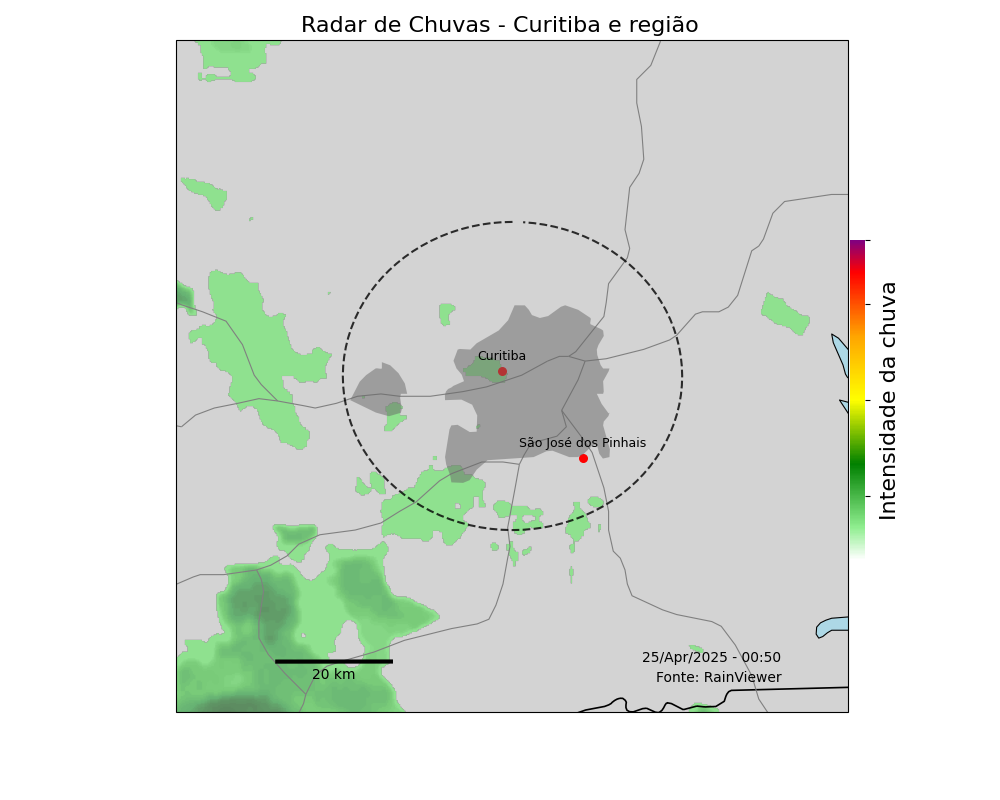 Radar de Chuvas - Curitiba e região
Curitiba
São José dos Pinhais
Intensidade da chuva
20 km
25/Apr/2025 - 00:50
Fonte: RainViewer